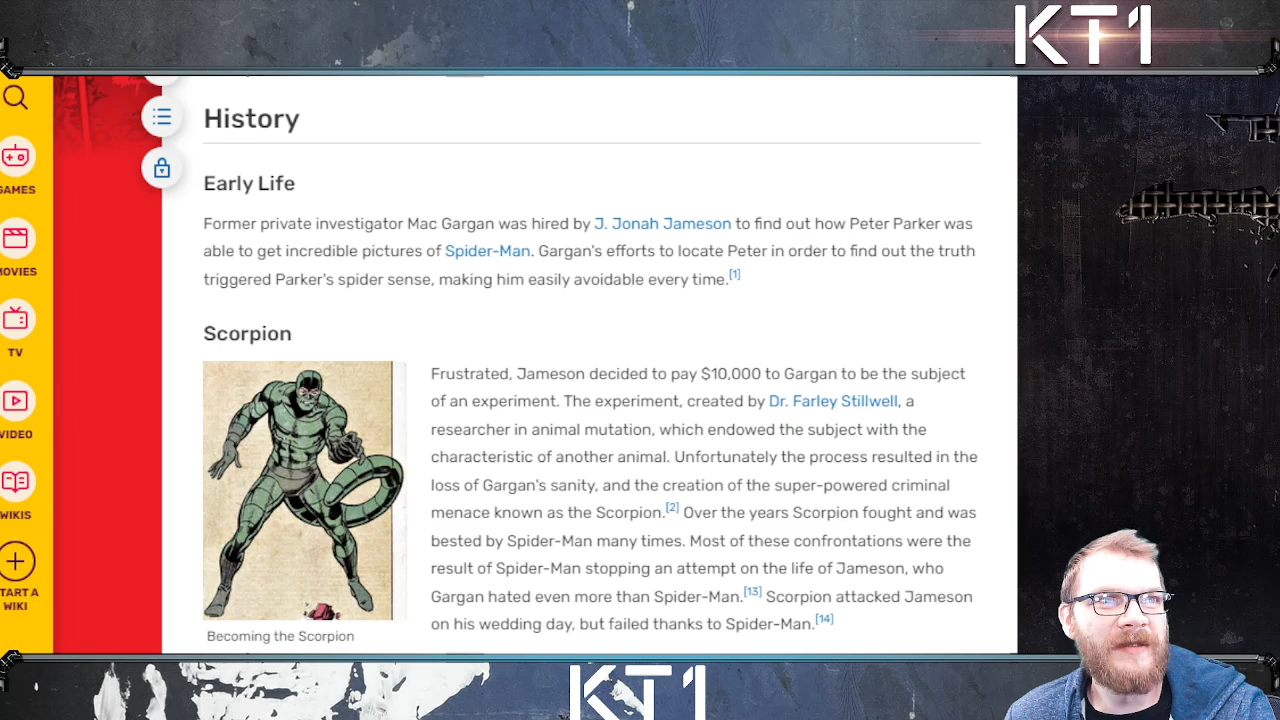 KT1
History
Early Life
Former private investigator Mac Gargan was hired by J. Jonah Jameson to find out how Peter Parker was
able to get incredible pictures of Spider-Man. Gargan's efforts to locate Peter in order to find out the truth
triggered Parker's spider sense, making him easily avoidable every time.[1]
Scorpion
Frustrated, Jameson decided to pay $10,000 to Gargan to be the subject
of an experiment. The experiment, created by Dr. Farley Stillwell, a
researcher in animal mutation, which endowed the subject with the
characteristic of another animal. Unfortunately the process resulted in the
loss of Gargan's sanity, and the creation of the super-powered criminal
menace known as the Scorpion.[2] Over the years Scorpion fought and was
bested by Spider-Man many times. Most of these confrontations were the
result of Spider-Man stopping an attempt on the life of Jameson, who
Gargan hated even more than Spider-Man.[13] Scorpion attacked Jameson
on his wedding day, but failed thanks to Spider-Man.[14]
Becoming the Scorpion
GAMES
MOVIES
TV
VIDEO
WIKIS
TART A
WIKI
KT1